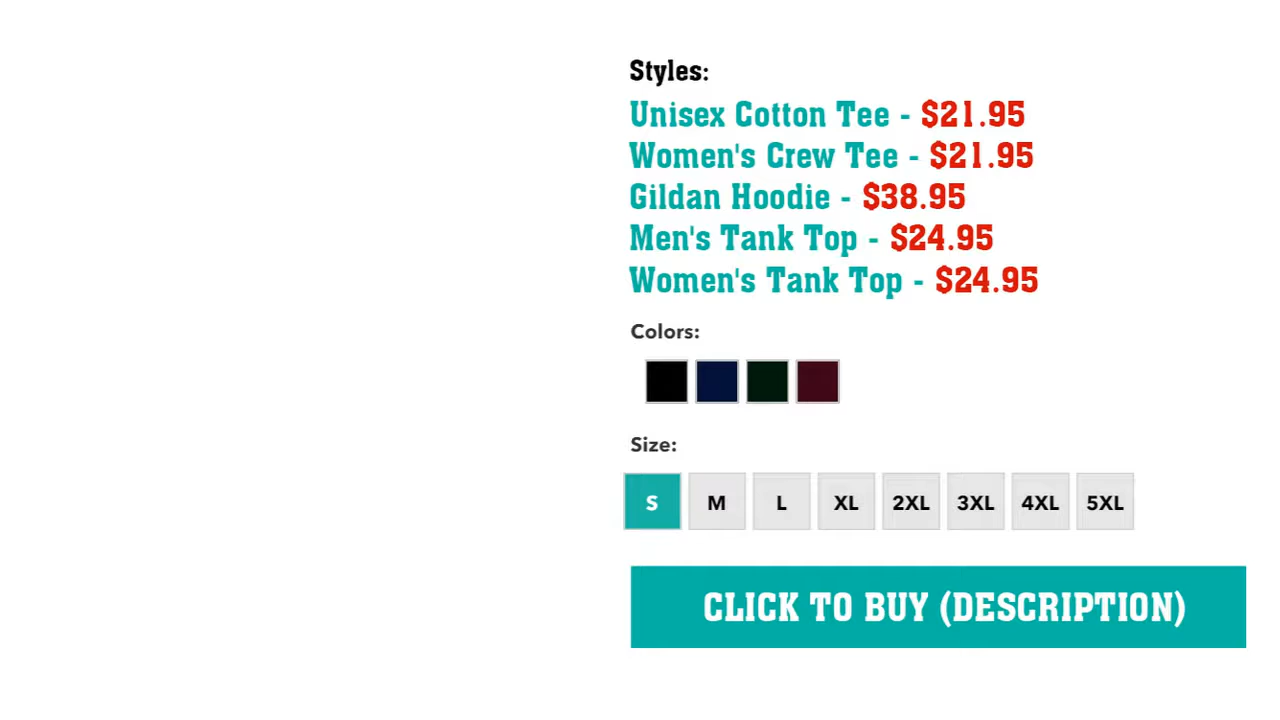 Styles:
Unisex Cotton Tee - $21.95
Women's Crew Tee - $21.95
Gildan Hoodie - $38.95
Men's Tank Top - $24.95
Women's Tank Top - $24.95
Colors:
Size:
S M L XL 2XL 3XL 4XL 5XL
CLICK TO BUY (DESCRIPTION)